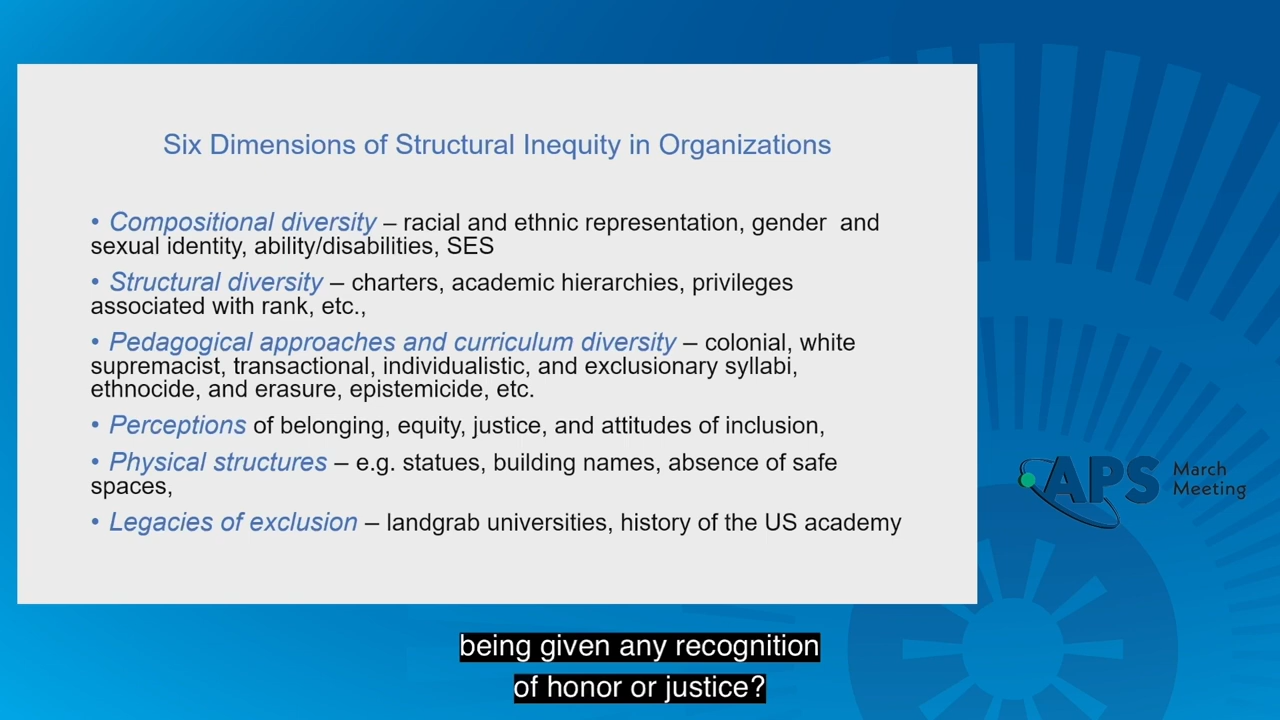 Six Dimensions of Structural Inequity in Organizations
• Compositional diversity – racial and ethnic representation, gender and
sexual identity, ability/disabilities, SES
• Structural diversity – charters, academic hierarchies, privileges
associated with rank, etc.,
• Pedagogical approaches and curriculum diversity – colonial, white
supremacist, transactional, individualistic, and exclusionary syllabi,
ethnocide, and erasure, epistemicide, etc.
• Perceptions of belonging, equity, justice, and attitudes of inclusion,
• Physical structures – e.g. statues, building names, absence of safe
spaces,
• Legacies of exclusion – landgrab universities, history of the US academy
APS March
Meeting
being given any recognition
of honor or justice?